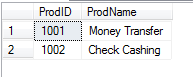 ProdID ProdName
1 1001 Money Transfer
2 1002 Check Cashing